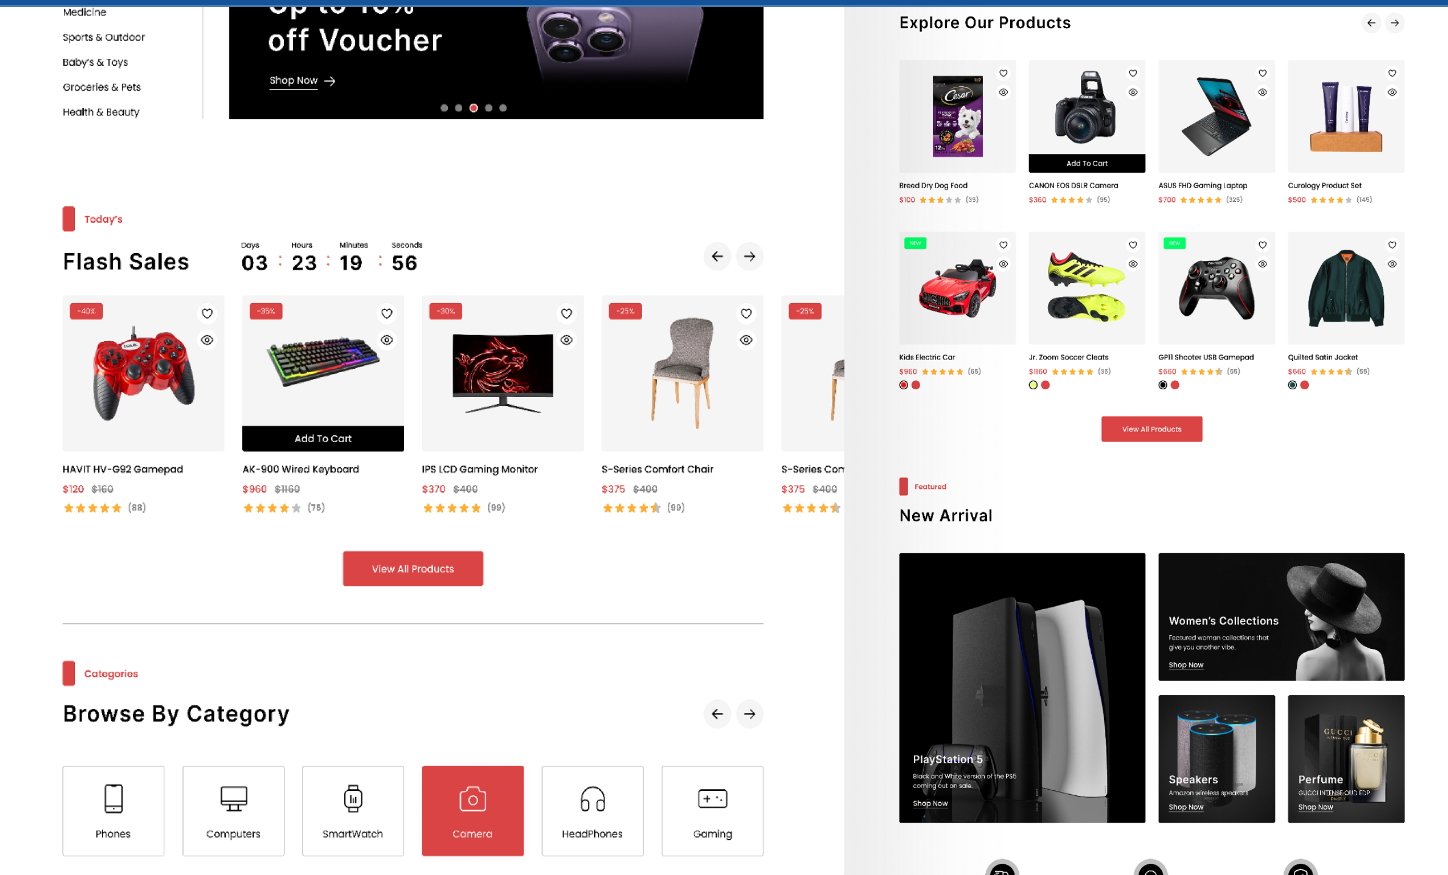 Medicine
Sports & Outdoor
Baby's & Toys
Groceries & Pets
Health & Beauty
Up to 10%
off Voucher
Shop Now
Today's
Flash Sales
Days
Hours
Minutes
Seconds
03 : 23 : 19 : 56
-40%
-35%
-30%
-25%
-25%
Add To Cart
HAVIT HV-G92 Gamepad
$120 $160
(88)
AK-900 Wired Keyboard
$960 $1160
(75)
IPS LCD Gaming Monitor
$370 $400
(99)
S-Series Comfort Chair
$375 $400
(99)
S-Series Com
$375 $400
View All Products
Categories
Browse By Category
Phones
Computers
SmartWatch
Camera
HeadPhones
Gaming
Explore Our Products
Cesar
Add To Cart
Breed Dry Dog Food
$100 (35)
CANON EOS DSLR Camera
$360 (95)
ASUS FHD Gaming Laptop
$700 (325)
Curology Product Set
$500 (145)
NEW
NEW
Kids Electric Car
$960 (65)
Jr. Zoom Soccer Cleats
$1160 (35)
GP11 Shooter USB Gamepad
$660 (55)
Quilted Satin Jacket
$660 (55)
View All Products
Featured
New Arrival
PlayStation 5
Black and White version of the PS5
coming out on sale.
Shop Now
Women's Collections
Featured woman collections that
give you another vibe.
Shop Now
Speakers
Amazon wireless speakers
Shop Now
GUCCI
Perfume
GUCCI INTENSE OUD EDP
Shop Now